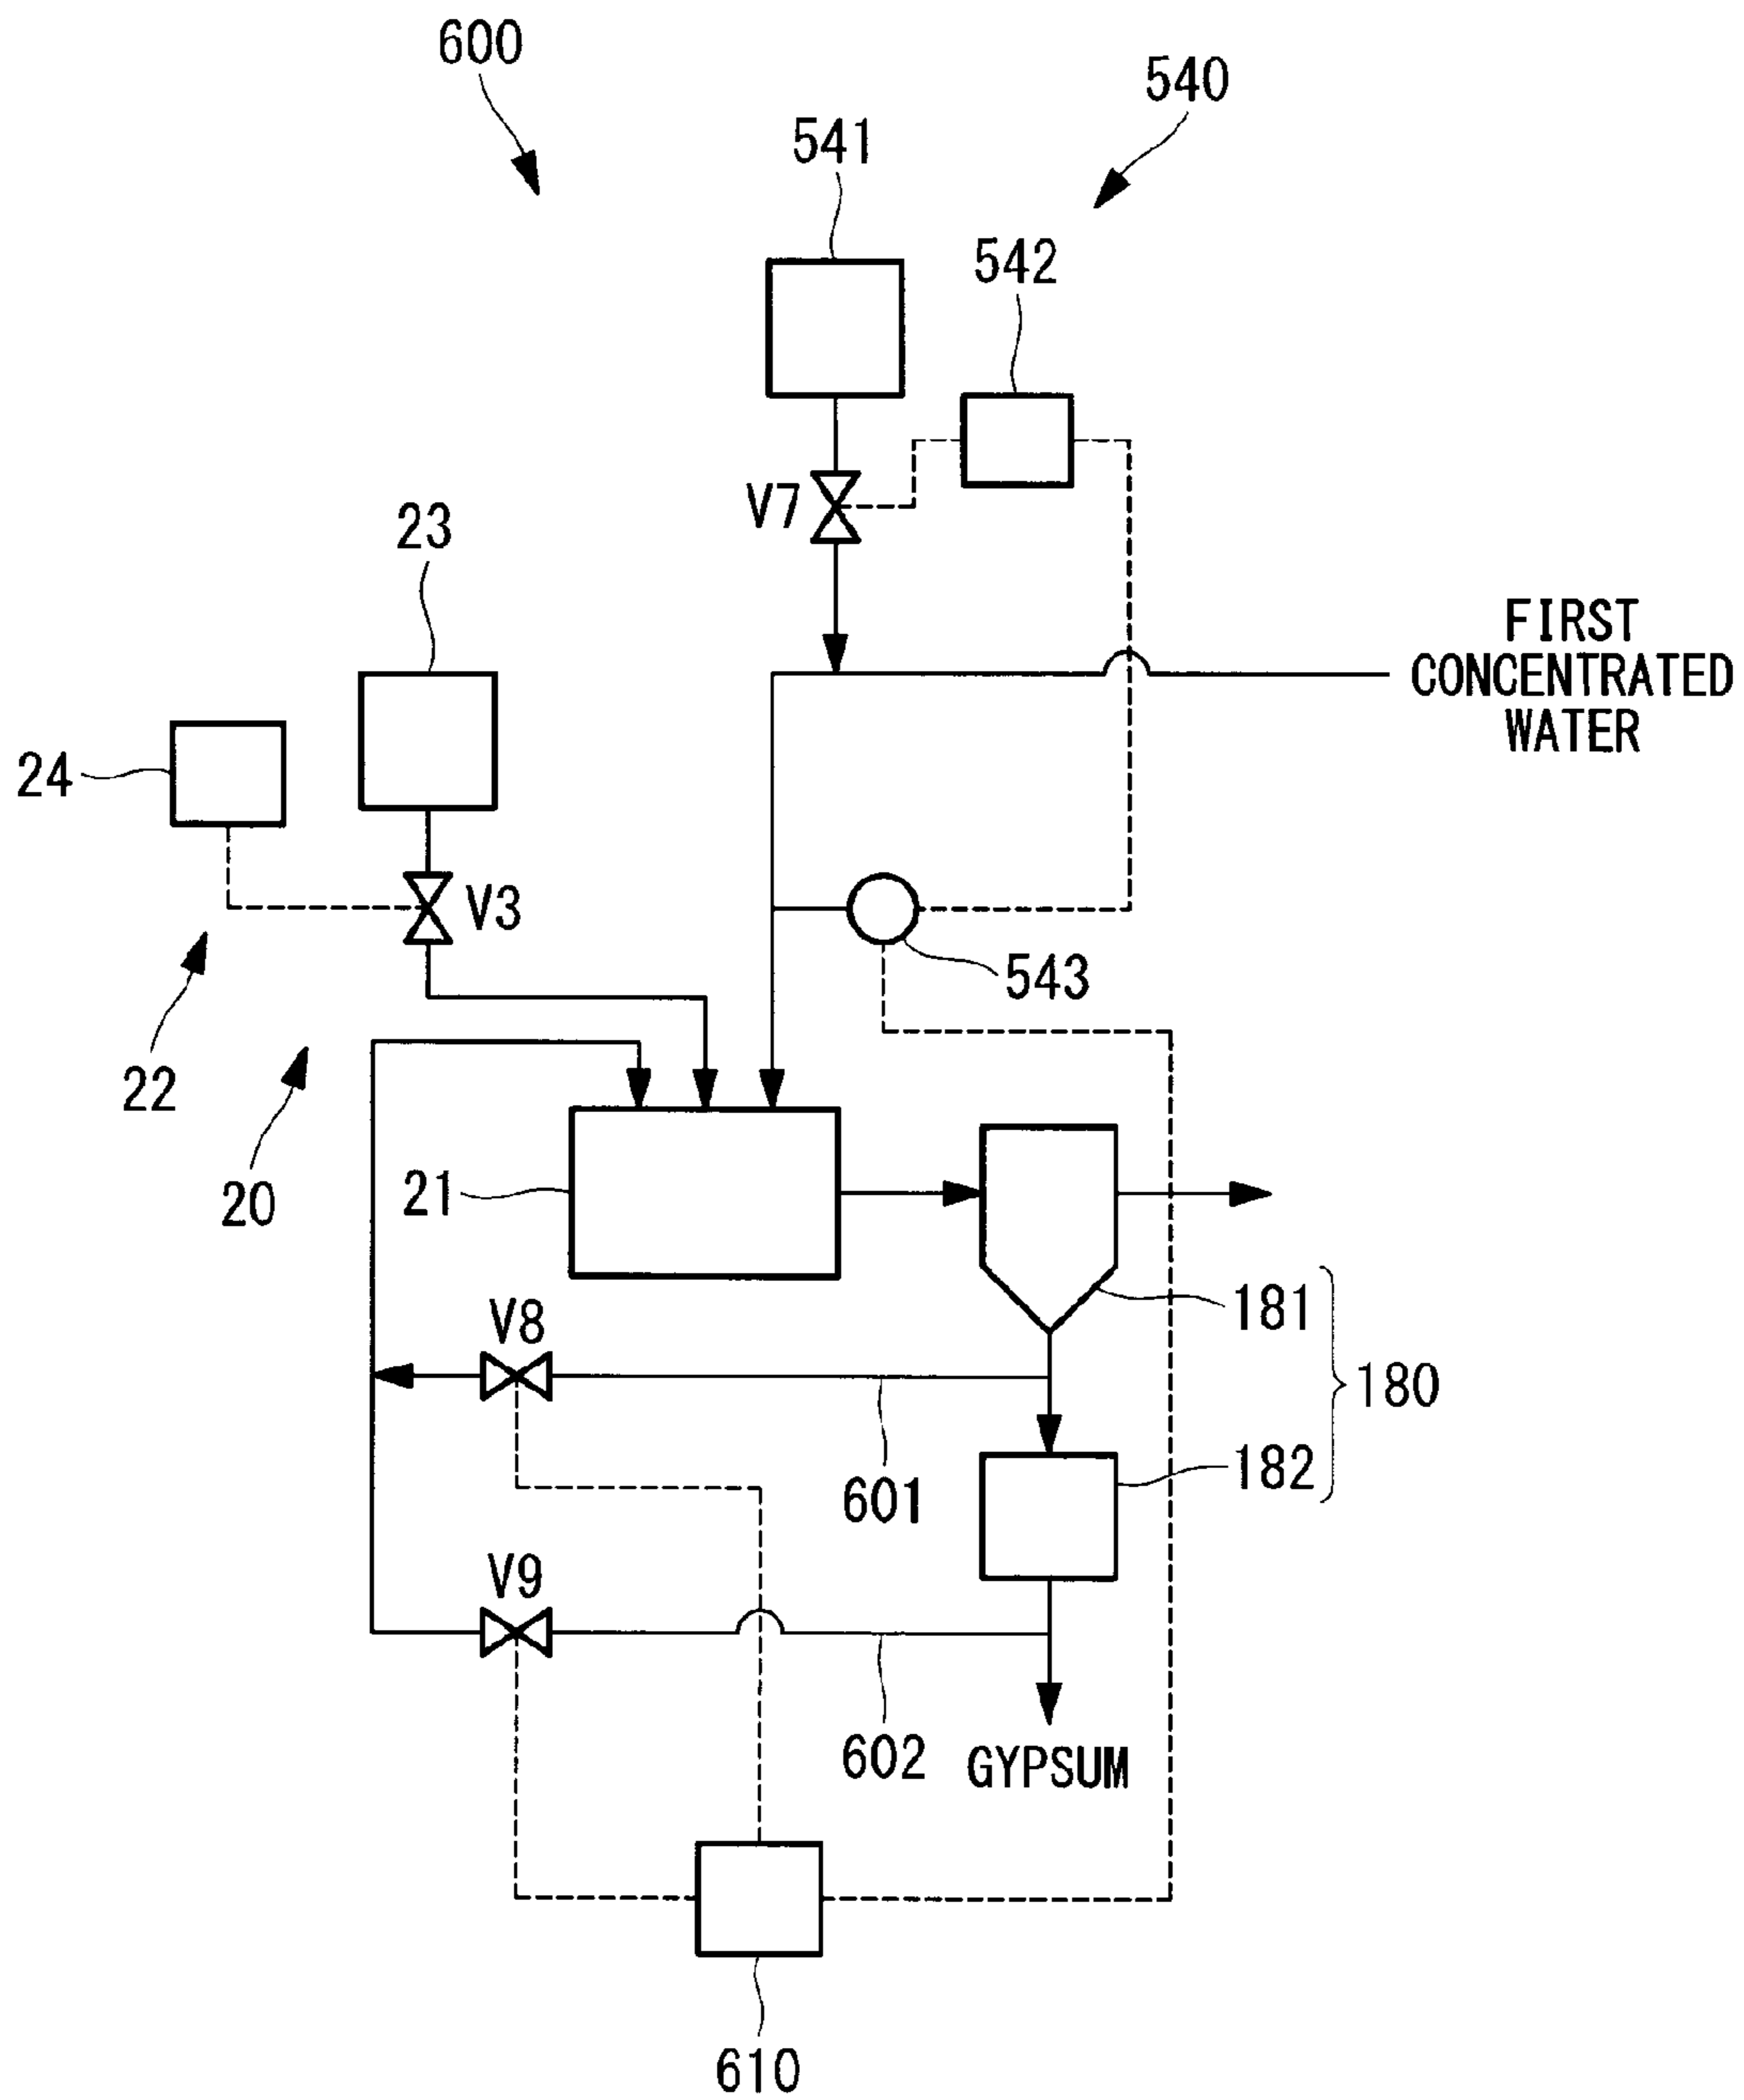 600
540
541
542
V7
23
FIRST
CONCENTRATED
WATER
24
V3
543
22
20
21
181
V8
180
182
601
V9
602
GYPSUM
610